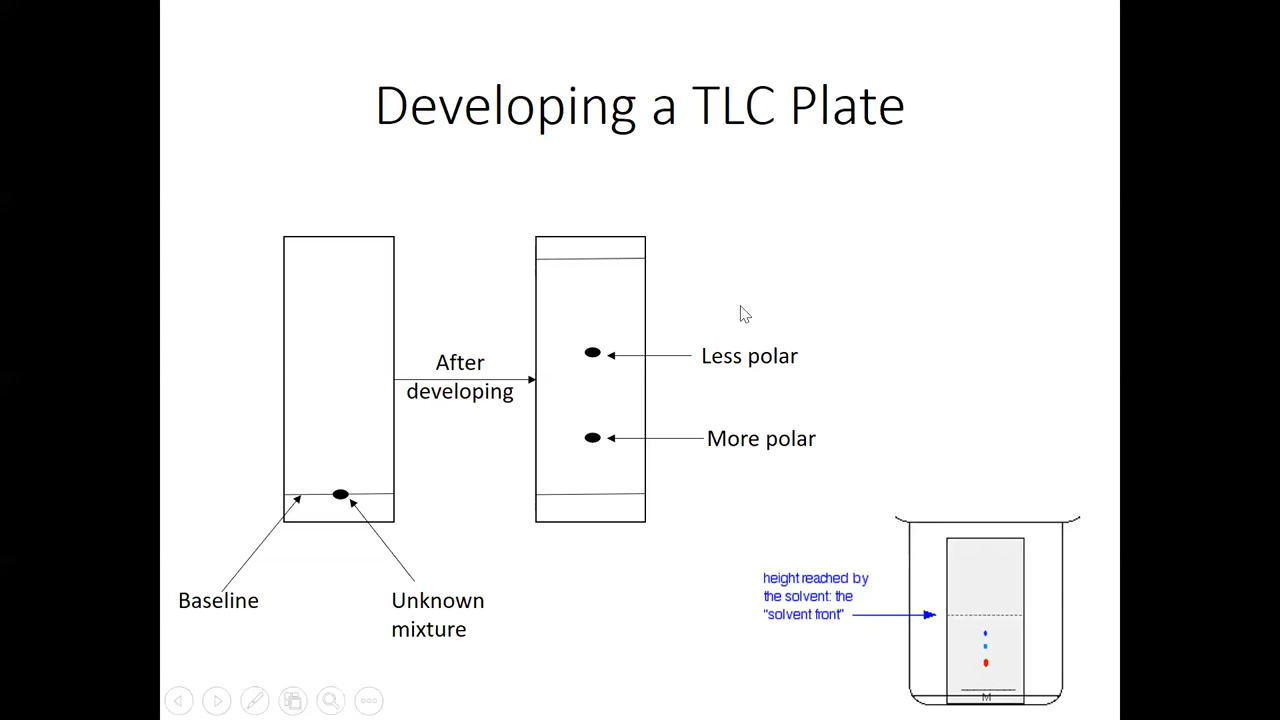 Developing a TLC Plate
After
developing
Less polar
More polar
Baseline
Unknown
mixture
height reached by
the solvent: the
"solvent front"
M